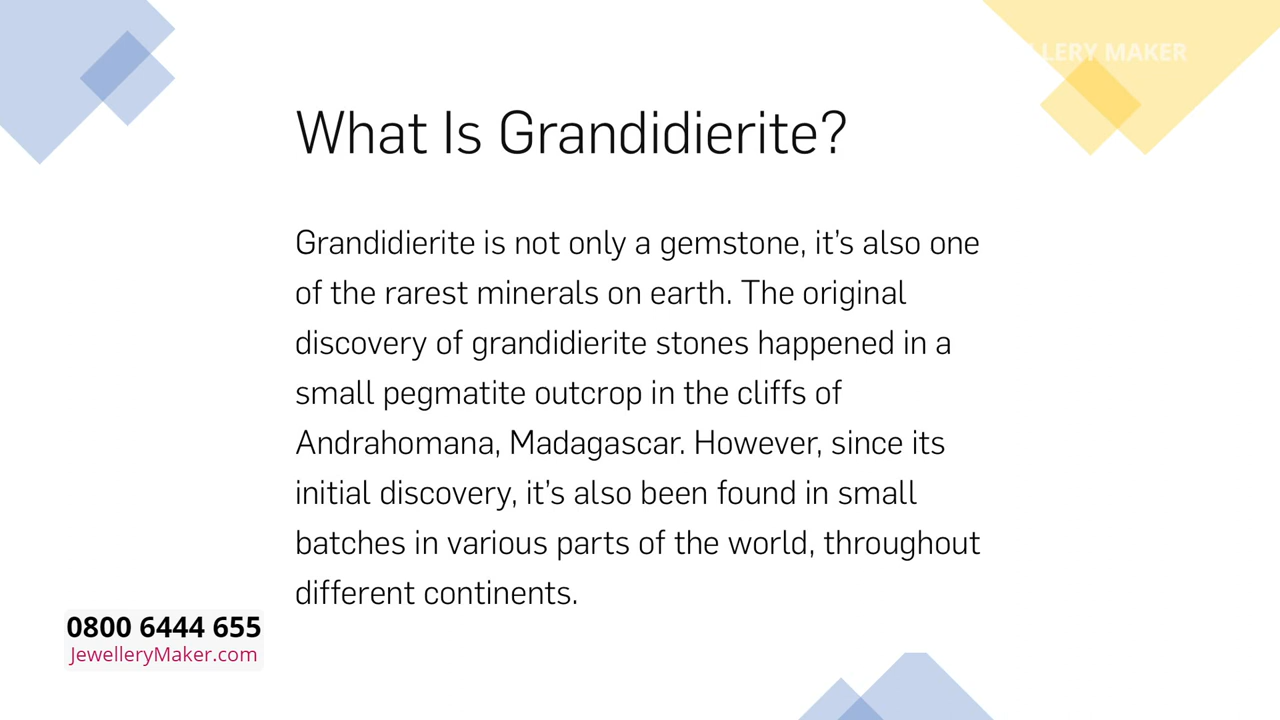 LLERY MAKER
What Is Grandidierite?
Grandidierite is not only a gemstone, it's also one
of the rarest minerals on earth. The original
discovery of grandidierite stones happened in a
small pegmatite outcrop in the cliffs of
Andrahomana, Madagascar. However, since its
initial discovery, it's also been found in small
batches in various parts of the world, throughout
different continents.
0800 6444 655
JewelleryMaker.com